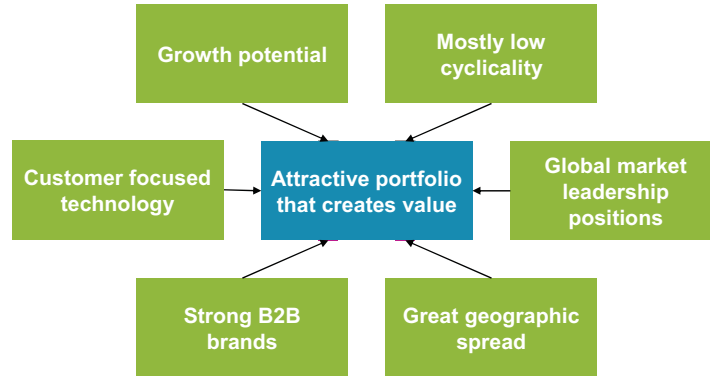 Growth potential
Mostly low
cyclicality
Customer focused
technology
Attractive portfolio
that creates value
Global market
leadership
positions
Strong B2B
brands
Great geographic
spread